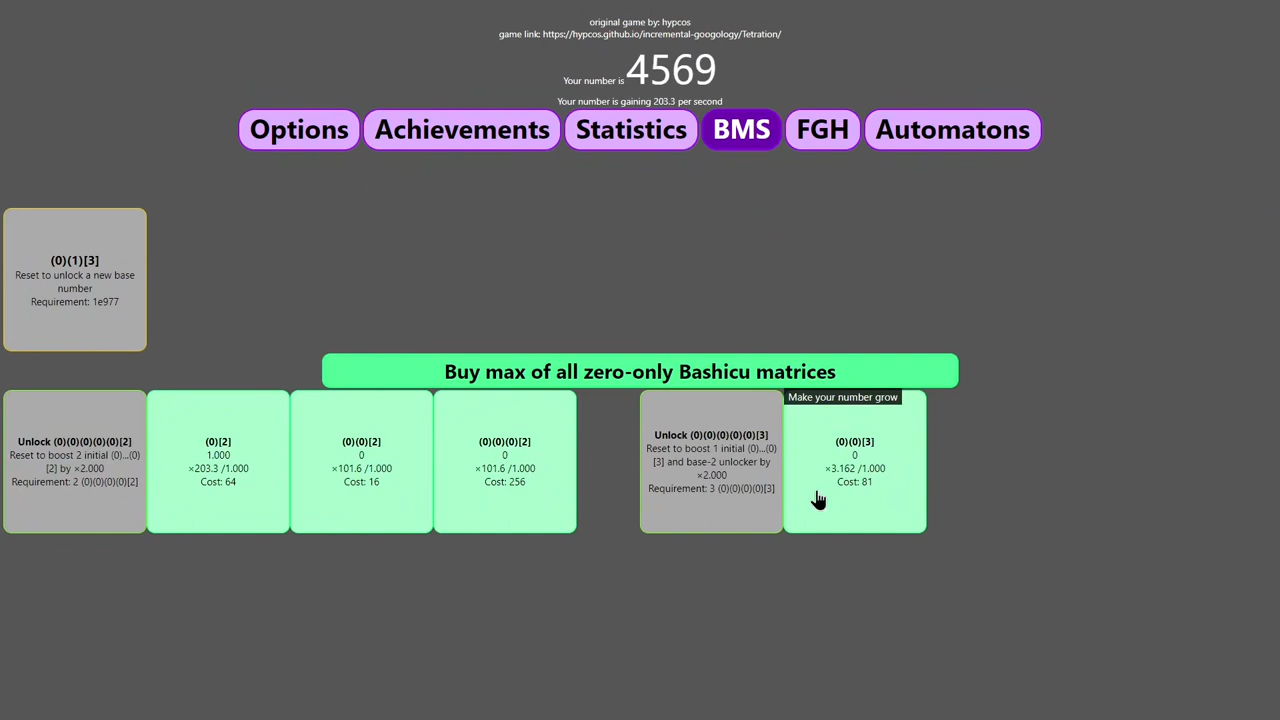 original game by: hypcos
game link: https://hypcos.github.io/incremental-googology/Tetration/
Your number is 4569
Your number is gaining 203.3 per second
Options Achievements Statistics BMS FGH Automatons
(0)(1)[3]
Reset to unlock a new base
number
Requirement: 1e977
Buy max of all zero-only Bashicu matrices
Make your number grow
Unlock (0)(0)(0)(0)(0)[2]
Reset to boost 2 initial (0)...(0)
[2] by ×2.000
Requirement: 2 (0)(0)(0)(0)[2]
(0)[2]
1.000
×203.3 /1.000
Cost: 64
(0)(0)[2]
0
×101.6 /1.000
Cost: 16
(0)(0)(0)[2]
0
×101.6 /1.000
Cost: 256
Unlock (0)(0)(0)(0)(0)[3]
Reset to boost 1 initial (0)...(0)
[3] and base-2 unlocker by
×2.000
Requirement: 3 (0)(0)(0)(0)[3]
(0)(0)[3]
0
×3.162 /1.000
Cost: 81